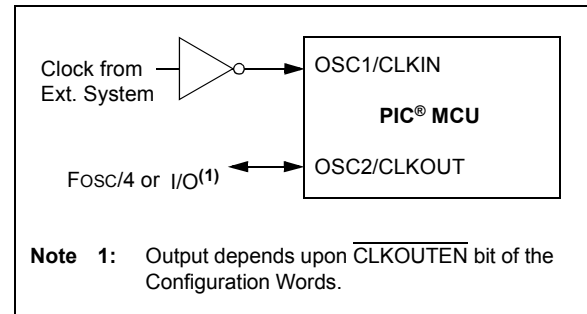 Clock from
Ext. System
OSC1/CLKIN
PIC® MCU
FOSC/4 or I/O(1)
OSC2/CLKOUT
Note 1: Output depends upon CLKOUTEN bit of the
Configuration Words.